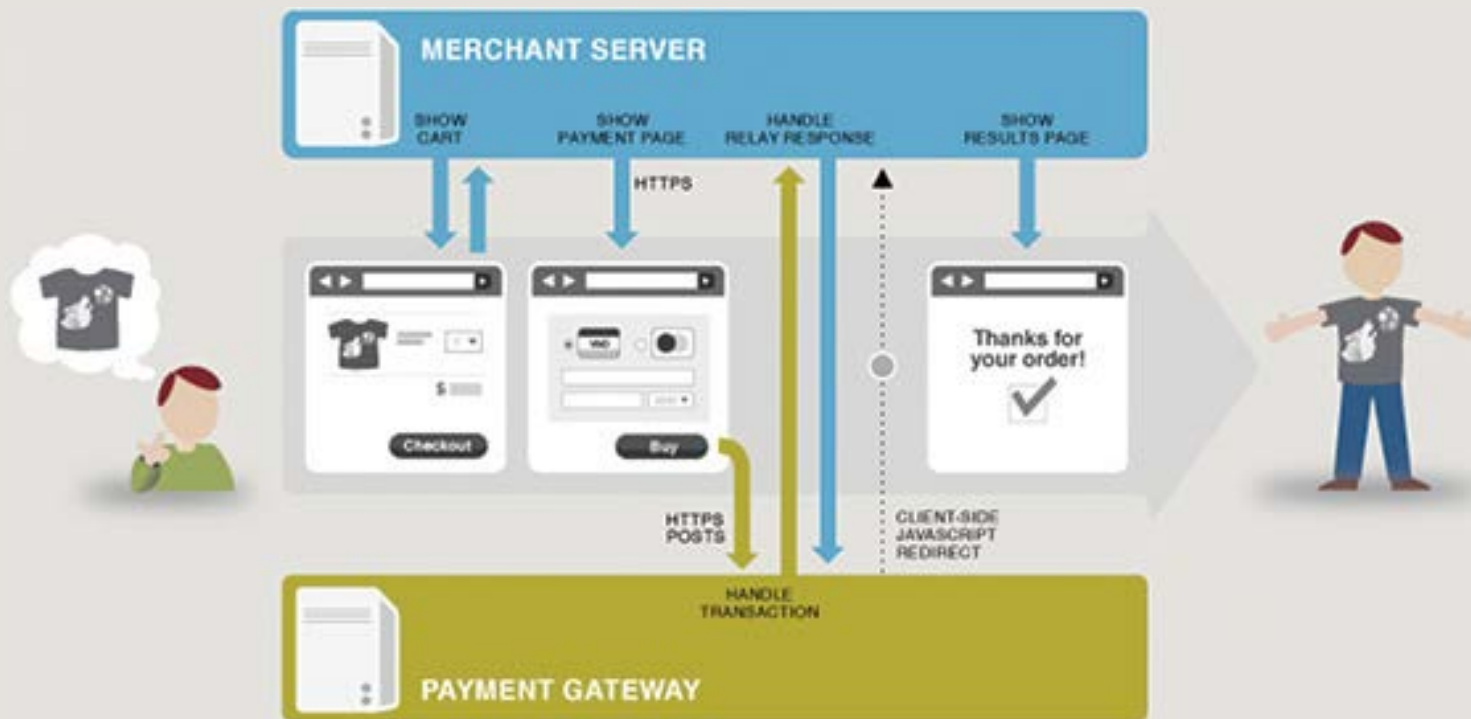 MERCHANT SERVER
SHOW
CART
SHOW
PAYMENT PAGE
HANDLE
RELAY RESPONSE
SHOW
RESULTS PAGE
HTTPS
$
Checkout
Buy
Thanks for
your order!
HTTPS
POSTS
CLIENT-SIDE
JAVASCRIPT
REDIRECT
HANDLE
TRANSACTION
PAYMENT GATEWAY